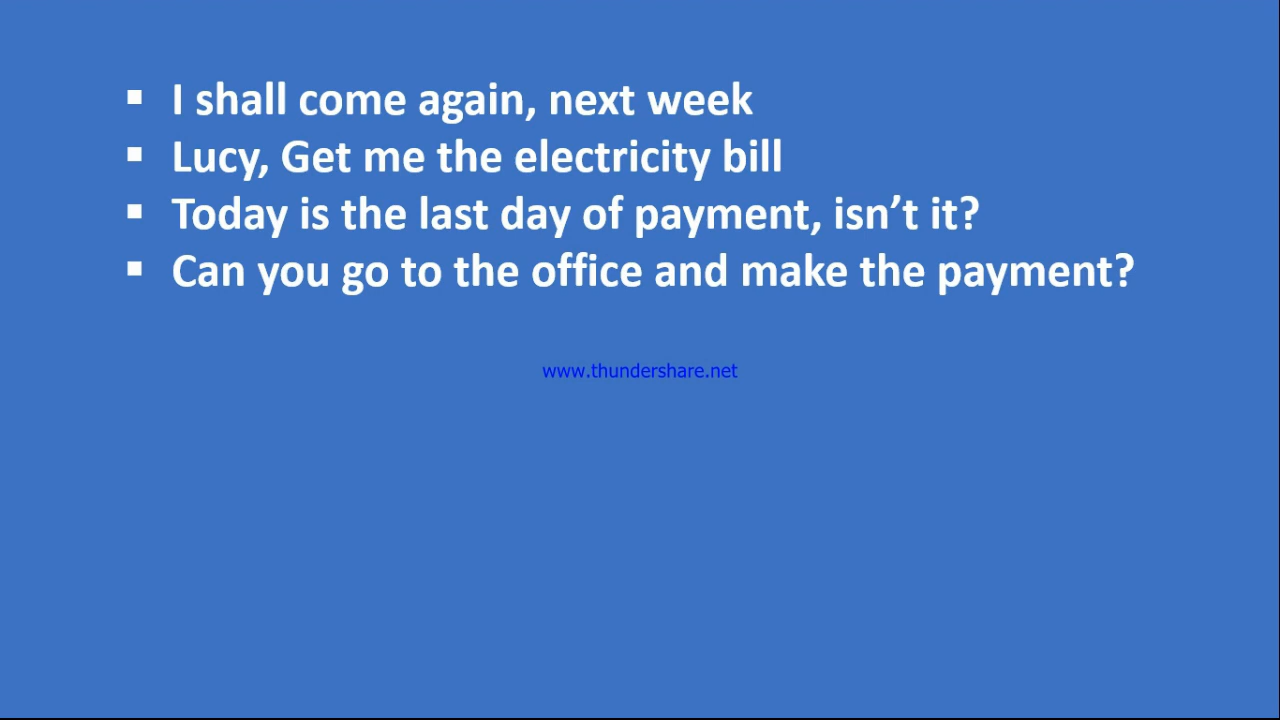 ▪ I shall come again, next week
▪ Lucy, Get me the electricity bill
▪ Today is the last day of payment, isn’t it?
▪ Can you go to the office and make the payment?
www.thundershare.net